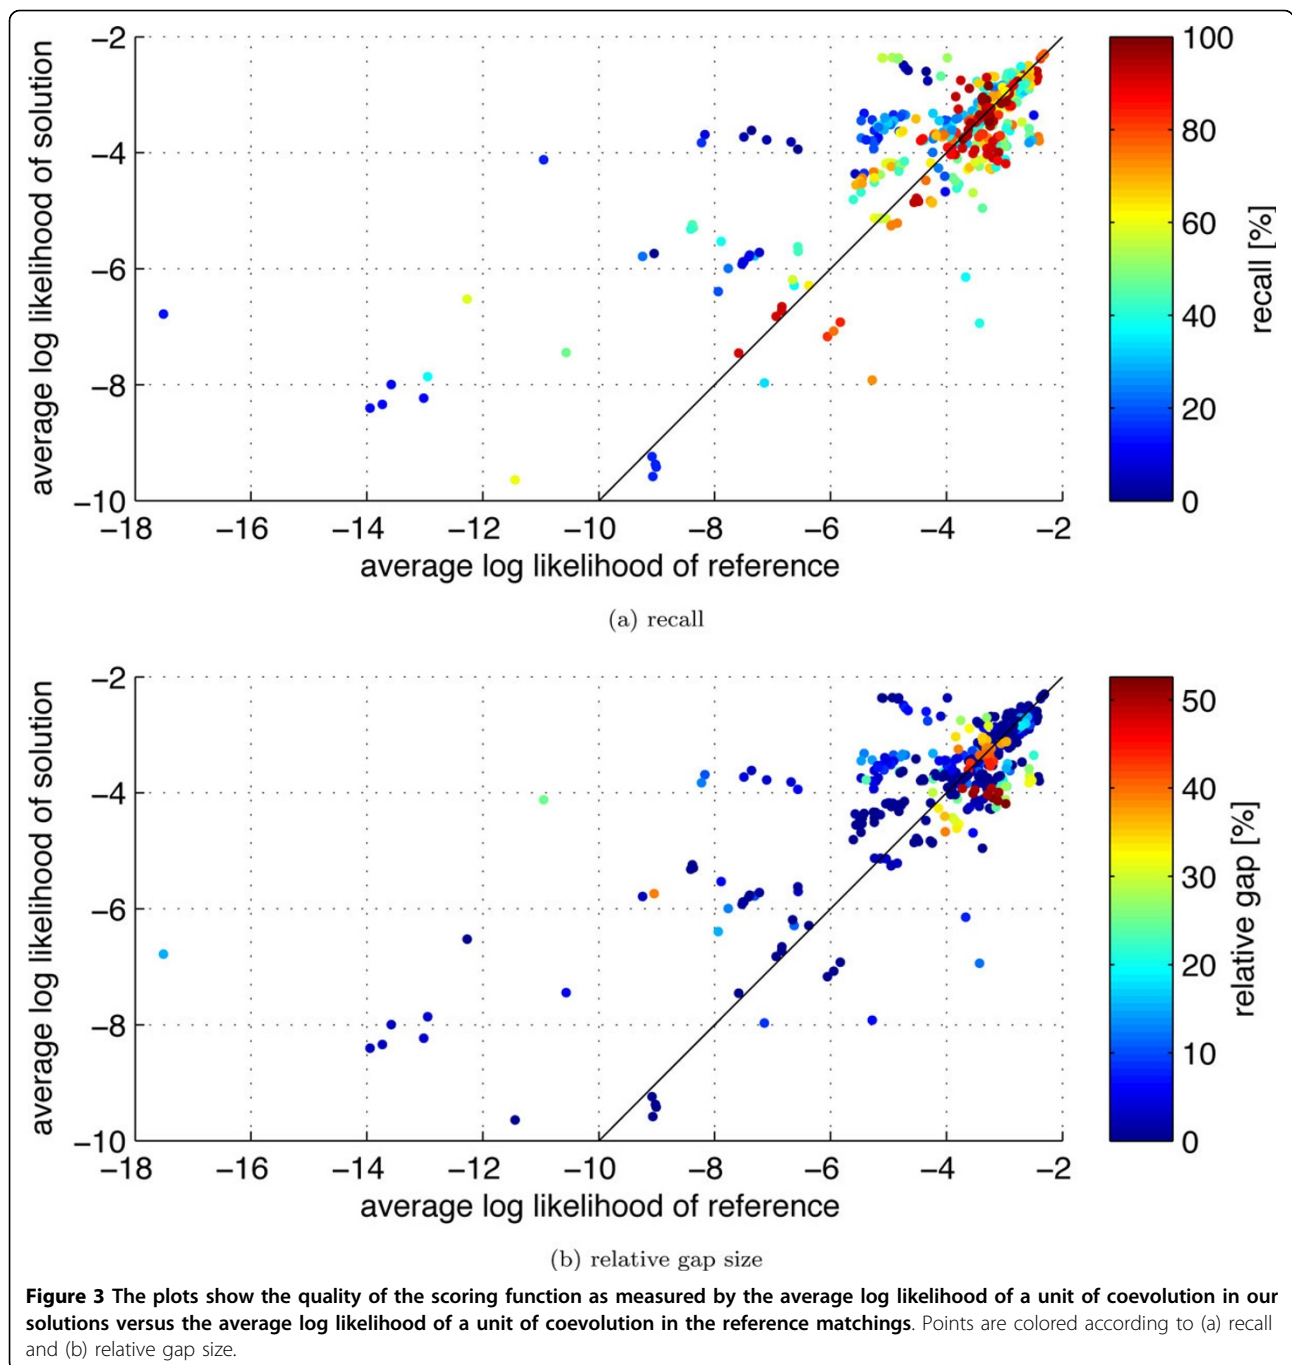 −2
−4
−6
−8
−10
average log likelihood of solution
−18 −16 −14 −12 −10 −8 −6 −4 −2
average log likelihood of reference
100
80
60
40
20
0
recall [%]
(a) recall
−2
−4
−6
−8
−10
average log likelihood of solution
−18 −16 −14 −12 −10 −8 −6 −4 −2
average log likelihood of reference
50
40
30
20
10
0
relative gap [%]
(b) relative gap size
Figure 3 The plots show the quality of the scoring function as measured by the average log likelihood of a unit of coevolution in our
solutions versus the average log likelihood of a unit of coevolution in the reference matchings. Points are colored according to (a) recall
and (b) relative gap size.